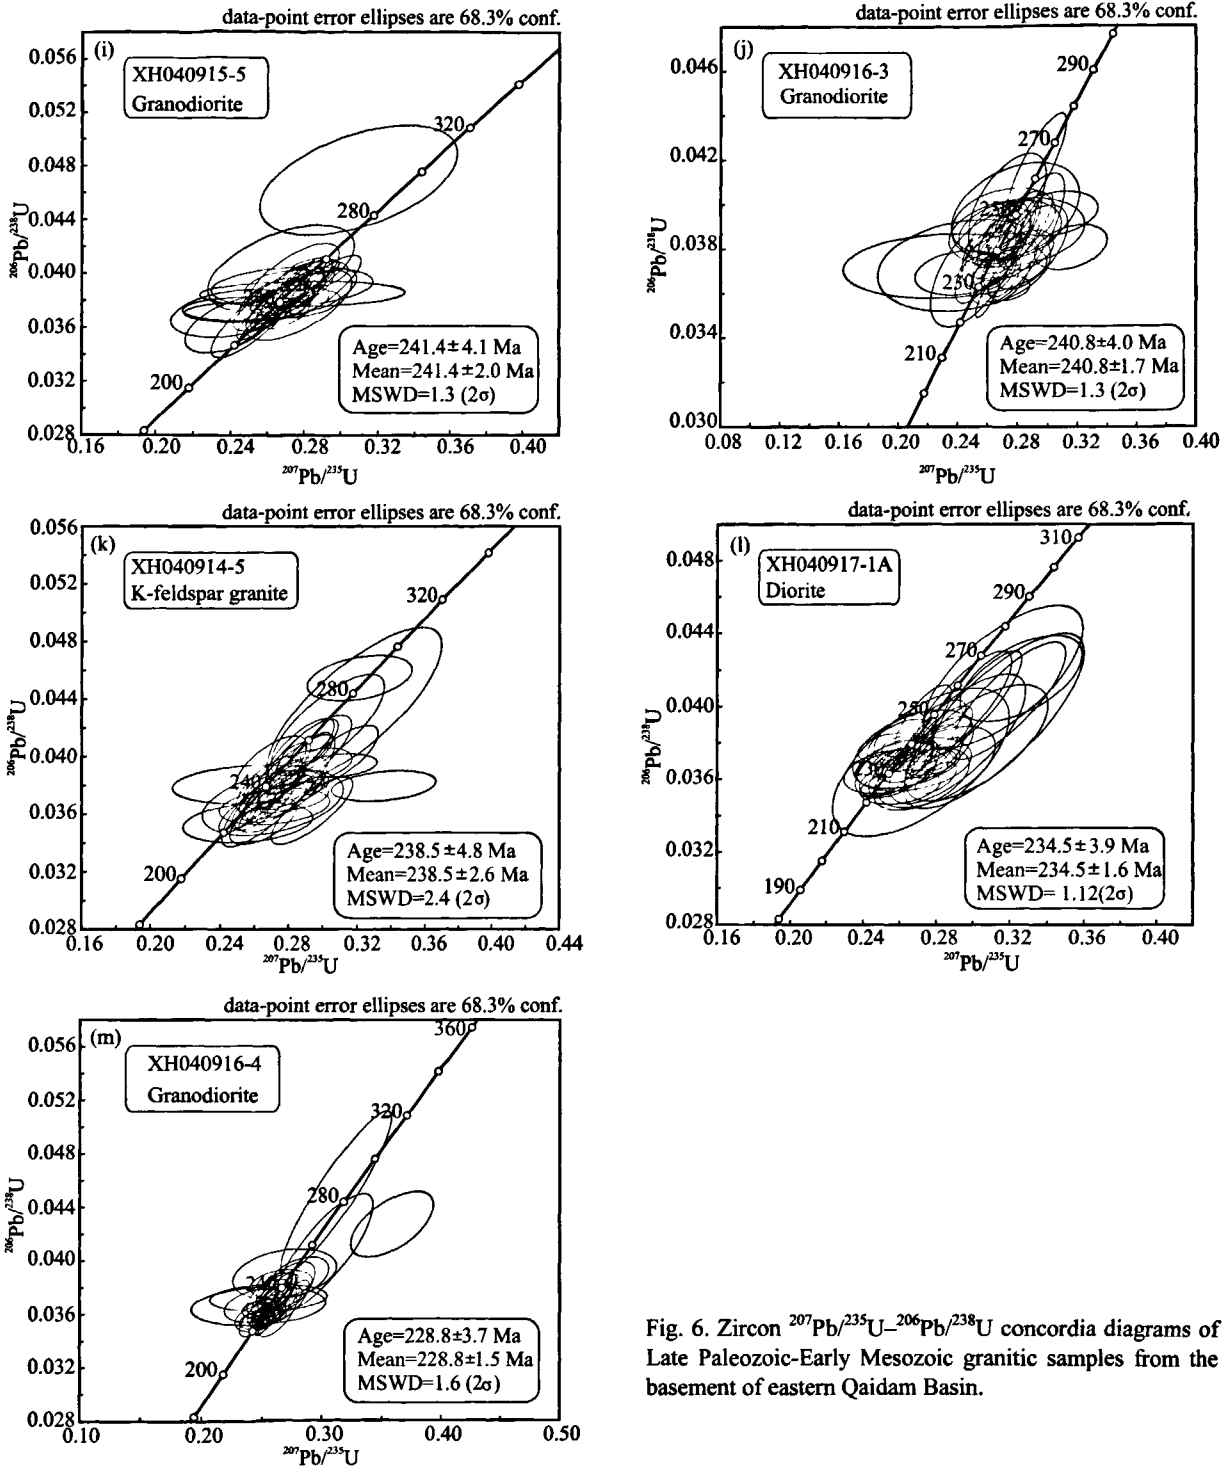 data-point error ellipses are 68.3% conf.
(i)
XH040915-5
Granodiorite
0.056
0.052
0.048
0.044
0.040
0.036
0.032
0.028
²⁰⁶Pb/²³⁸U
320
280
200
Age=241.4±4.1 Ma
Mean=241.4±2.0 Ma
MSWD=1.3 (2σ)
0.16 0.20 0.24 0.28 0.32 0.36 0.40
²⁰⁷Pb/²³⁵U
data-point error ellipses are 68.3% conf.
(j)
XH040916-3
Granodiorite
0.046
0.042
0.038
0.034
0.030
²⁰⁶Pb/²³⁸U
290
270
230
210
Age=240.8±4.0 Ma
Mean=240.8±1.7 Ma
MSWD=1.3 (2σ)
0.08 0.12 0.16 0.20 0.24 0.28 0.32 0.36 0.40
²⁰⁷Pb/²³⁵U
data-point error ellipses are 68.3% conf.
(k)
XH040914-5
K-feldspar granite
0.056
0.052
0.048
0.044
0.040
0.036
0.032
0.028
²⁰⁶Pb/²³⁸U
320
280
240
200
Age=238.5±4.8 Ma
Mean=238.5±2.6 Ma
MSWD=2.4 (2σ)
0.16 0.20 0.24 0.28 0.32 0.36 0.40 0.44
²⁰⁷Pb/²³⁵U
data-point error ellipses are 68.3% conf.
(l)
XH040917-1A
Diorite
0.048
0.044
0.040
0.036
0.032
0.028
²⁰⁶Pb/²³⁸U
310
290
270
250
210
190
Age=234.5±3.9 Ma
Mean=234.5±1.6 Ma
MSWD= 1.12(2σ)
0.16 0.20 0.24 0.28 0.32 0.36 0.40
²⁰⁷Pb/²³⁵U
data-point error ellipses are 68.3% conf.
(m)
XH040916-4
Granodiorite
0.056
0.052
0.048
0.044
0.040
0.036
0.032
0.028
²⁰⁶Pb/²³⁸U
360
320
280
200
Age=228.8±3.7 Ma
Mean=228.8±1.5 Ma
MSWD=1.6 (2σ)
0.10 0.20 0.30 0.40 0.50
²⁰⁷Pb/²³⁵U
Fig. 6. Zircon ²⁰⁷Pb/²³⁵U–²⁰⁶Pb/²³⁸U concordia diagrams of
Late Paleozoic-Early Mesozoic granitic samples from the
basement of eastern Qaidam Basin.